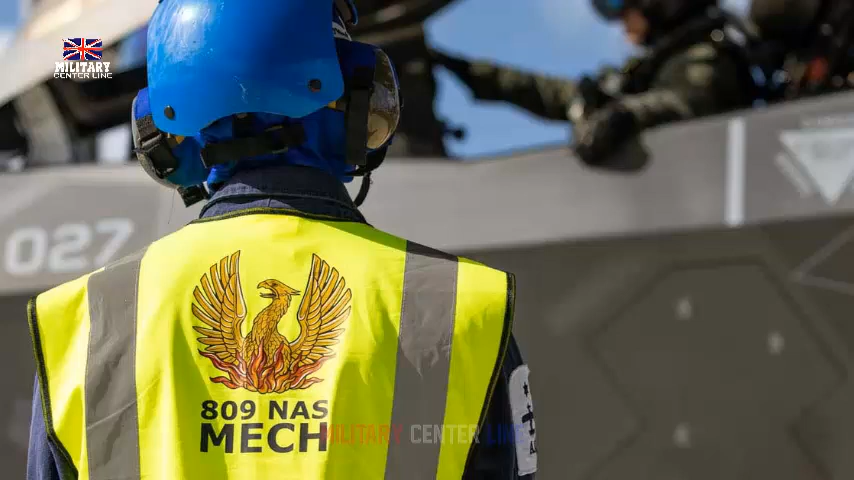 MILITARY
CENTER LINE
027
809 NAS
MECH
MILITARY CENTER LINE